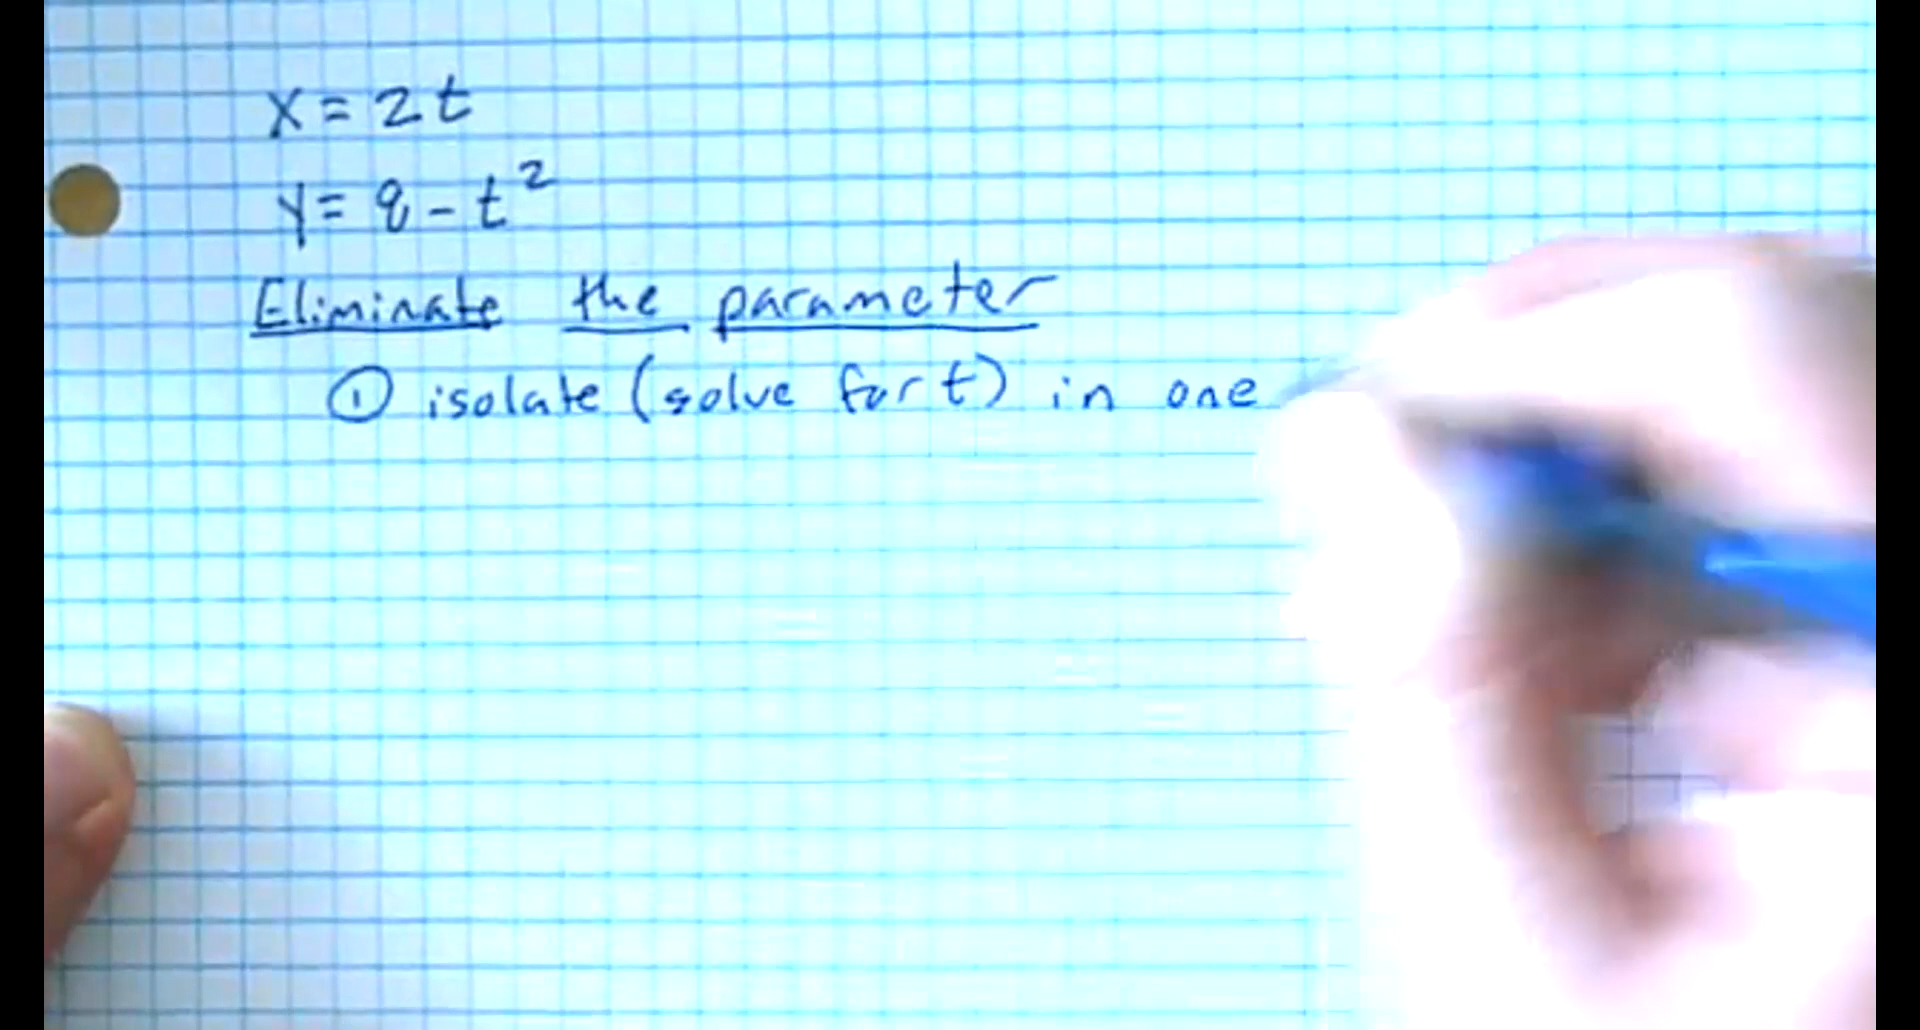 x = 2t
y = 8 - t²
Eliminate the parameter
① isolate (solve for t) in one